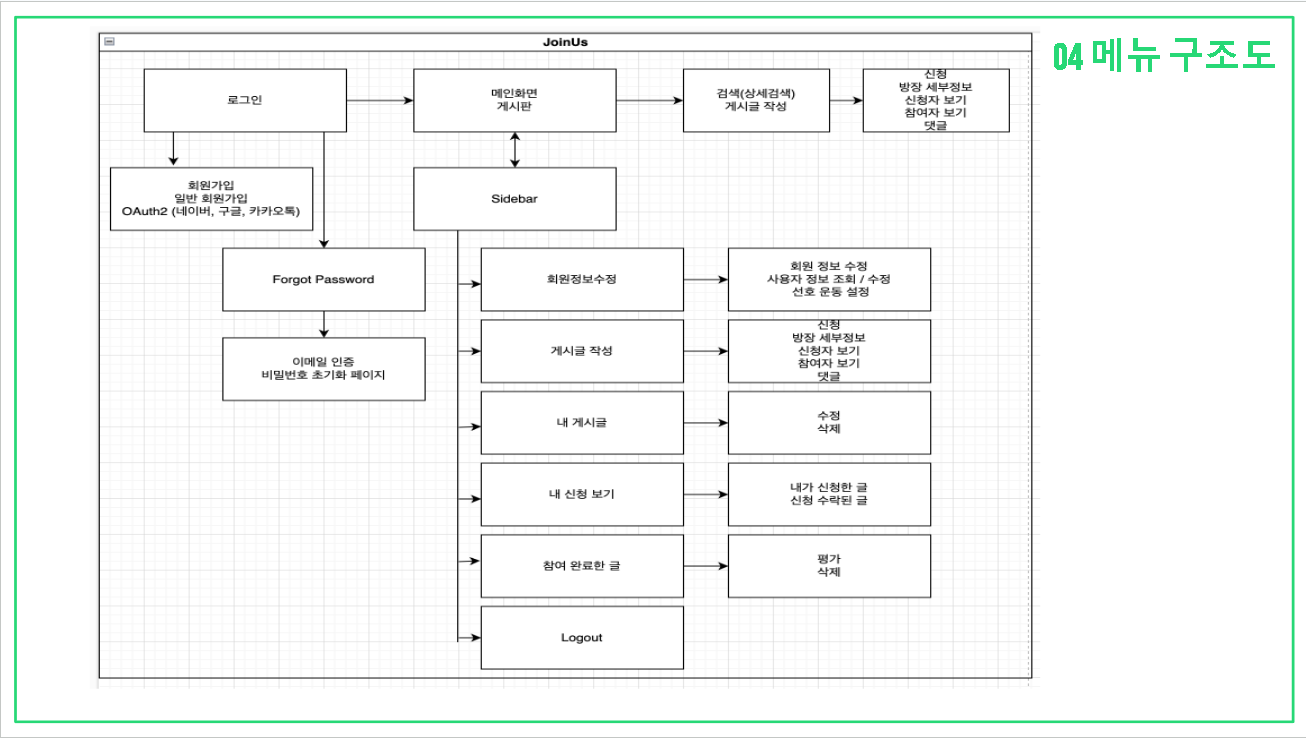 JoinUs
04 메뉴 구조도
로그인
메인화면
게시판
검색(상세검색)
게시글 작성
신청
방장 세부정보
신청자 보기
참여자 보기
댓글
회원가입
일반 회원가입
OAuth2 (네이버, 구글, 카카오톡)
Sidebar
Forgot Password
이메일 인증
비밀번호 초기화 페이지
회원정보수정
회원 정보 수정
사용자 정보 조회 / 수정
선호 운동 설정
게시글 작성
신청
방장 세부정보
신청자 보기
참여자 보기
댓글
내 게시글
수정
삭제
내 신청 보기
내가 신청한 글
신청 수락된 글
참여 완료한 글
평가
삭제
Logout